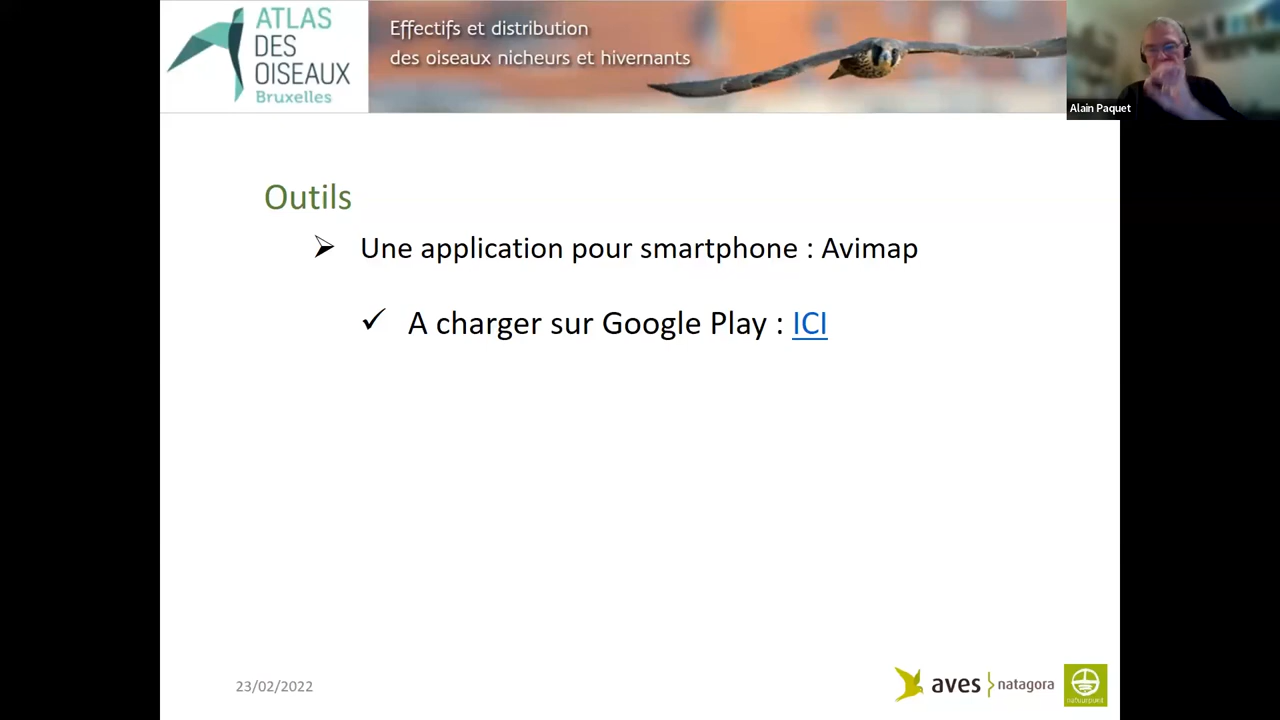 ATLAS
DES
OISEAUX
Bruxelles
Effectifs et distribution
des oiseaux nicheurs et hivernants
Alain Paquet
Outils
Une application pour smartphone : Avimap
A charger sur Google Play : ICI
23/02/2022
aves natagora
natuurpunt